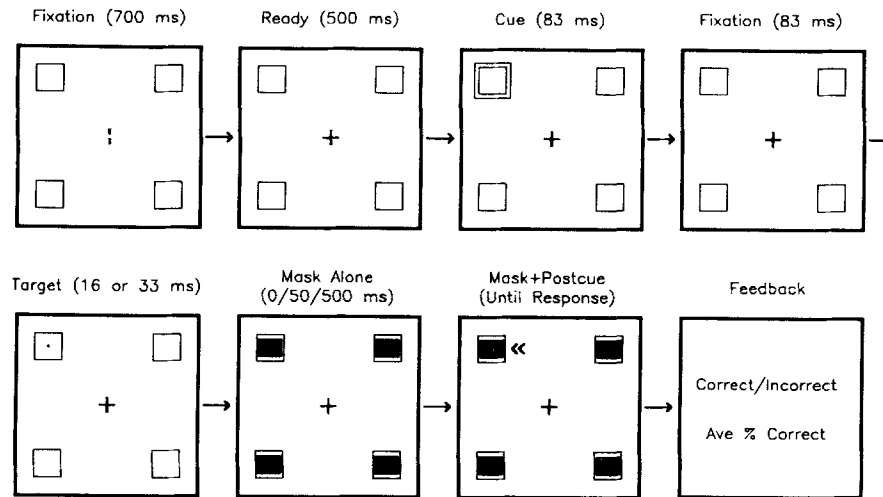 Fixation (700 ms)
Ready (500 ms)
Cue (83 ms)
Fixation (83 ms)
Target (16 or 33 ms)
Mask Alone
(0/50/500 ms)
Mask+Postcue
(Until Response)
Feedback
«
Correct/Incorrect
Ave % Correct